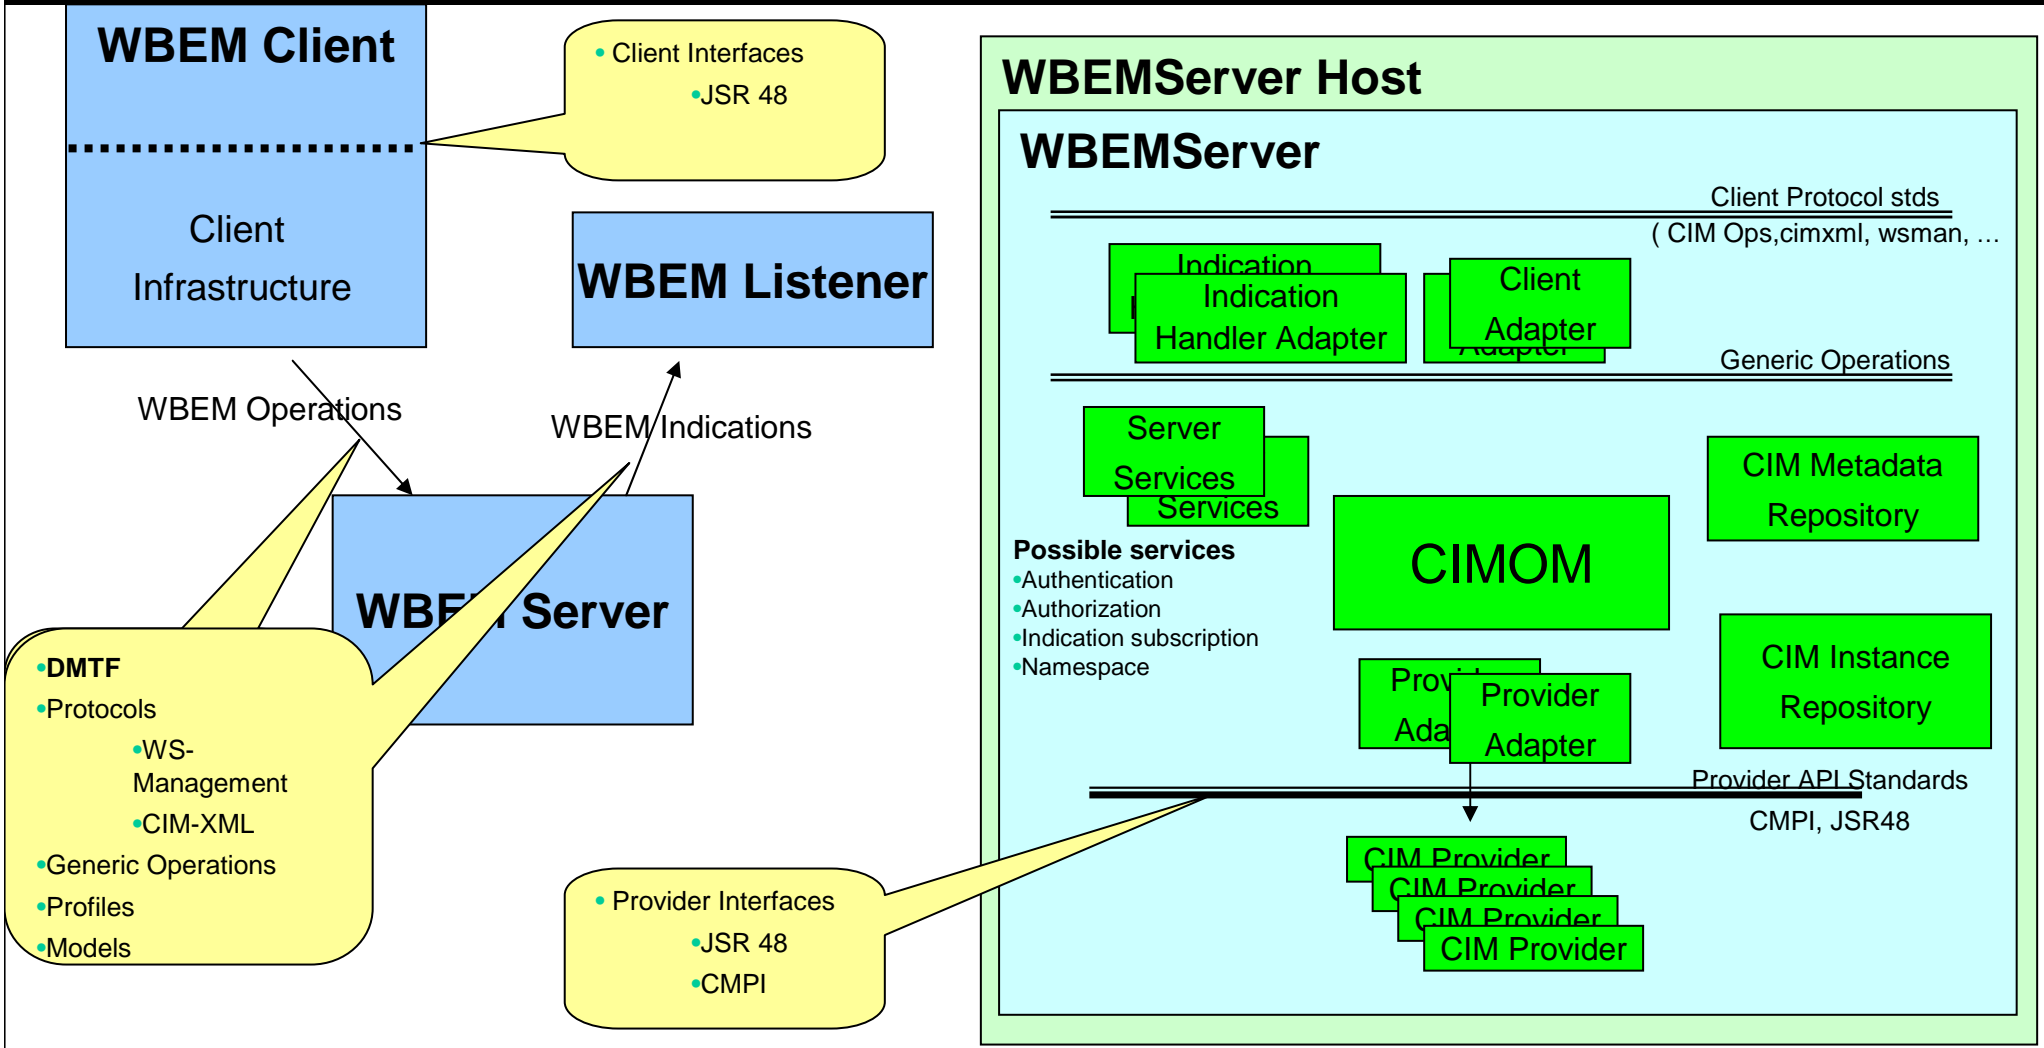 WBEM Client
Client
Infrastructure
• Client Interfaces
•JSR 48
WBEM Listener
WBEM Operations
WBEM Indications
WBEM Server
•DMTF
•Protocols
•WS-
Management
•CIM-XML
•Generic Operations
•Profiles
•Models
• Provider Interfaces
•JSR 48
•CMPI
WBEMServer Host
WBEMServer
Client Protocol stds
( CIM Ops,cimxml, wsman, …
Indication
Indication
Handler Adapter
Client
Adapter
Adapter
Generic Operations
Server
Services
Services
Possible services
•Authentication
•Authorization
•Indication subscription
•Namespace
CIMOM
CIM Metadata
Repository
CIM Instance
Repository
Provider
Adapter
Provider API Standards
CMPI, JSR48
CIM Provider
CIM Provider
CIM Provider
CIM Provider